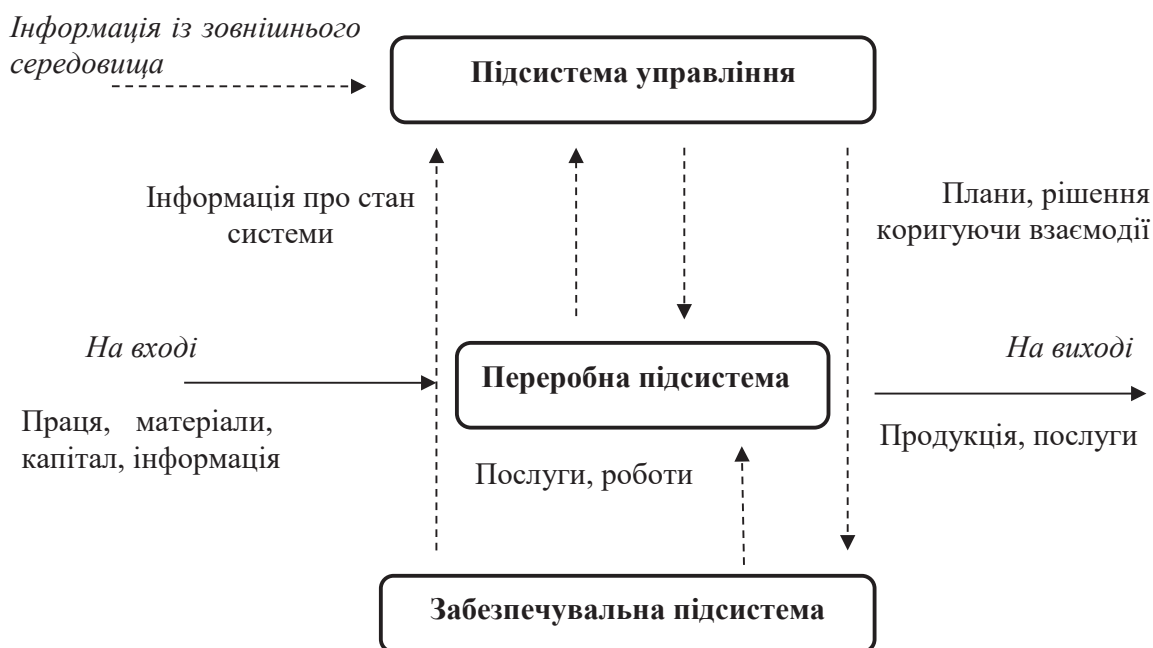 Інформація із зовнішнього
середовища
Підсистема управління
Інформація про стан
системи
Плани, рішення
коригуючи взаємодії
На вході
Переробна підсистема
На виході
Праця, матеріали,
капітал, інформація
Продукція, послуги
Послуги, роботи
Забезпечувальна підсистема